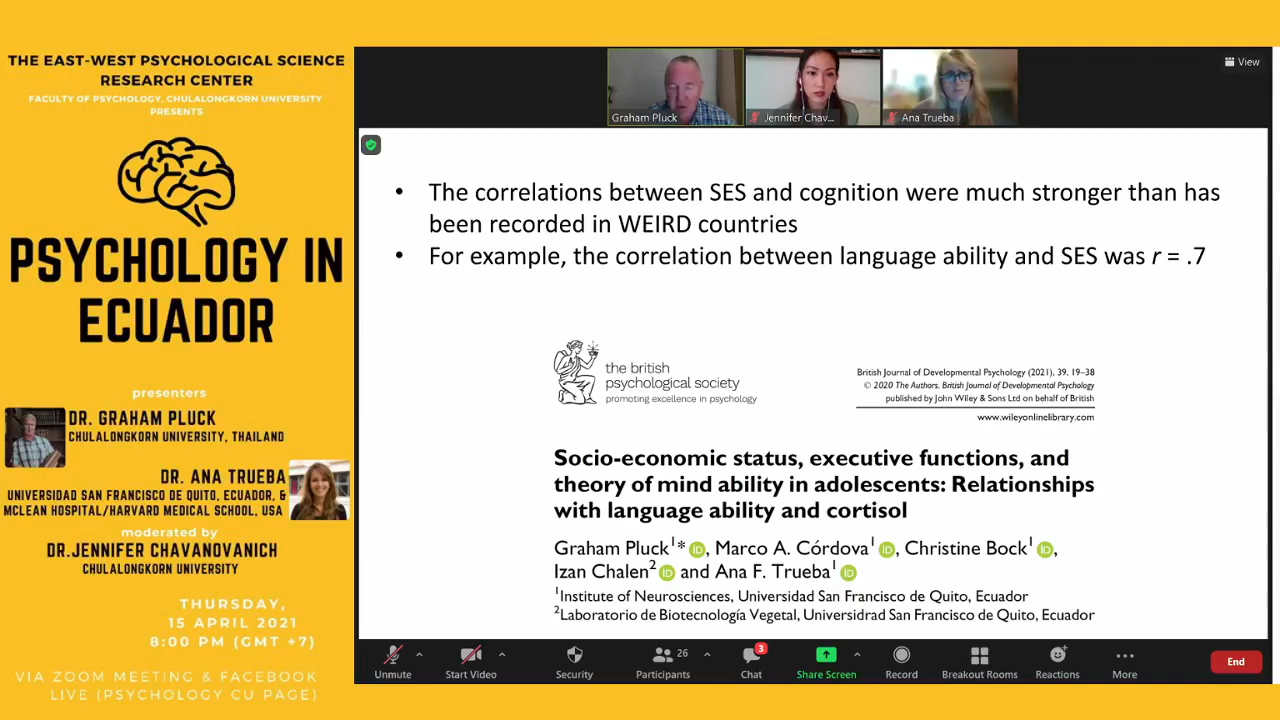 THE EAST-WEST PSYCHOLOGICAL SCIENCE
RESEARCH CENTER
FACULTY OF PSYCHOLOGY, CHULALONGKORN UNIVERSITY
PRESENTS
PSYCHOLOGY IN
ECUADOR
presenters
DR. GRAHAM PLUCK
CHULALONGKORN UNIVERSITY, THAILAND
DR. ANA TRUEBA
UNIVERSIDAD SAN FRANCISCO DE QUITO, ECUADOR, &
MCLEAN HOSPITAL/HARVARD MEDICAL SCHOOL, USA
moderated by
DR.JENNIFER CHAVANOVANICH
CHULALONGKORN UNIVERSITY
THURSDAY,
15 APRIL 2021
8:00 PM (GMT +7)
VIA ZOOM MEETING & FACEBOOK
LIVE (PSYCHOLOGY CU PAGE)
Graham Pluck
Jennifer Chav...
Ana Trueba
View
• The correlations between SES and cognition were much stronger than has
been recorded in WEIRD countries
• For example, the correlation between language ability and SES was r = .7
the british
psychological society
promoting excellence in psychology
British Journal of Developmental Psychology (2021), 39, 19–38
© 2020 The Authors. British Journal of Developmental Psychology
published by John Wiley & Sons Ltd on behalf of British
www.wileyonlinelibrary.com
Socio-economic status, executive functions, and
theory of mind ability in adolescents: Relationships
with language ability and cortisol
Graham Pluck¹* iD, Marco A. Córdova¹ iD, Christine Bock¹ iD,
Izan Chalen² iD and Ana F. Trueba¹ iD
¹Institute of Neurosciences, Universidad San Francisco de Quito, Ecuador
²Laboratorio de Biotecnología Vegetal, Universidrad San Francisco de Quito, Ecuador
Unmute
Start Video
Security
26
Participants
3
Chat
Share Screen
Record
Breakout Rooms
Reactions
More
End